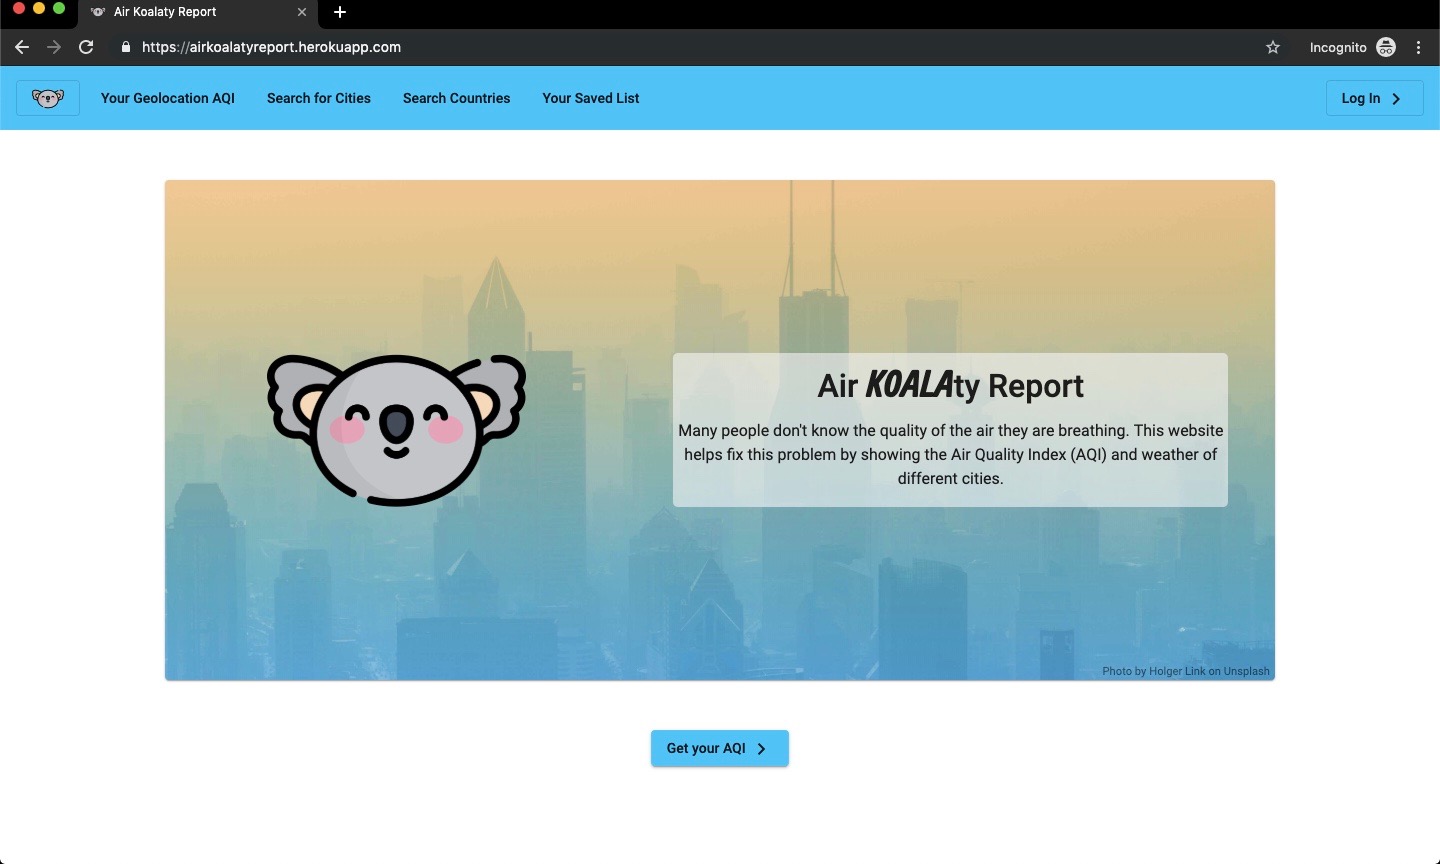 Air Koalaty Report
https://airkoalatyreport.herokuapp.com
Incognito
Your Geolocation AQI
Search for Cities
Search Countries
Your Saved List
Log In
Air KOALAty Report
Many people don't know the quality of the air they are breathing. This website
helps fix this problem by showing the Air Quality Index (AQI) and weather of
different cities.
Photo by Holger Link on Unsplash
Get your AQI